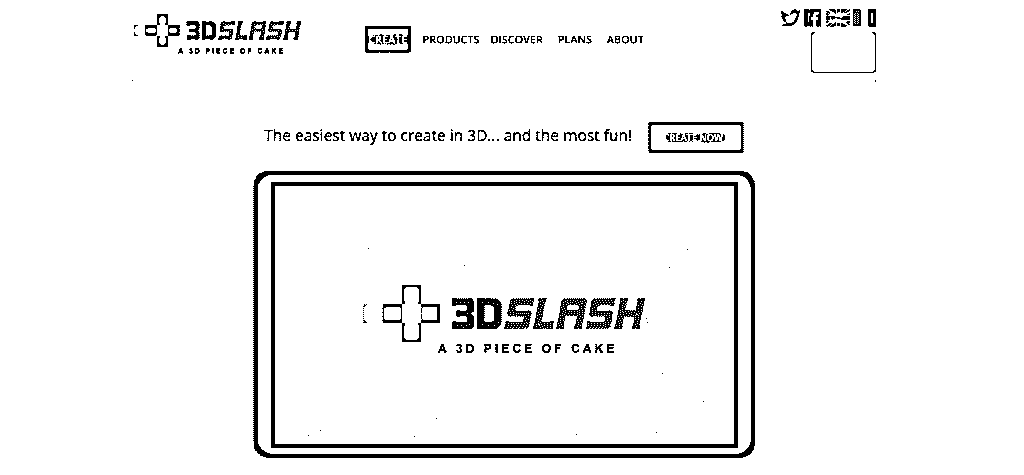 3DSLASH
A 3D PIECE OF CAKE
CREATE PRODUCTS DISCOVER PLANS ABOUT
The easiest way to create in 3D... and the most fun! CREATE NOW
3DSLASH
A 3D PIECE OF CAKE